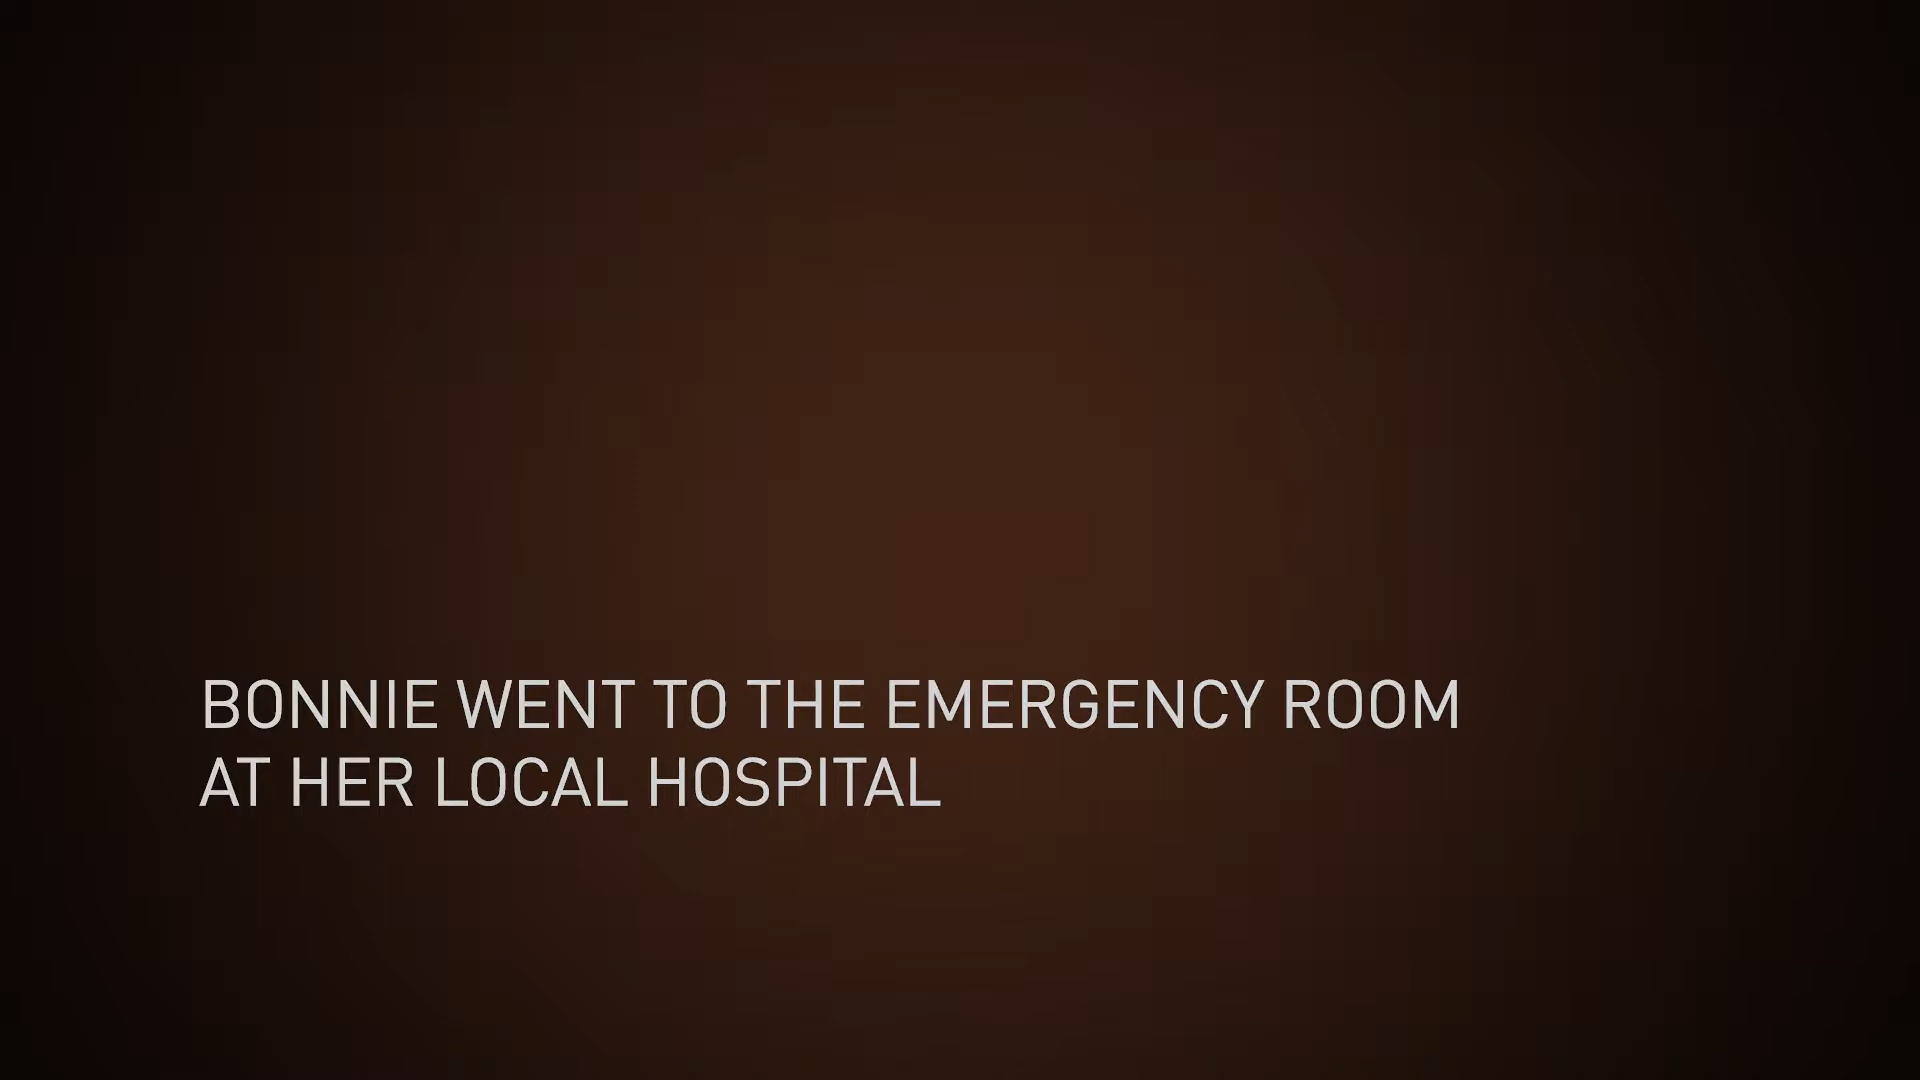 BONNIE WENT TO THE EMERGENCY ROOM
AT HER LOCAL HOSPITAL